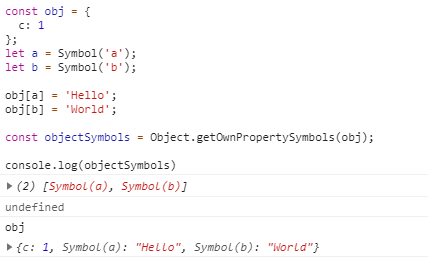 const obj = {
  c: 1
};
let a = Symbol('a');
let b = Symbol('b');

obj[a] = 'Hello';
obj[b] = 'World';

const objectSymbols = Object.getOwnPropertySymbols(obj);

console.log(objectSymbols)
(2) [Symbol(a), Symbol(b)]
undefined
obj
{c: 1, Symbol(a): "Hello", Symbol(b): "World"}